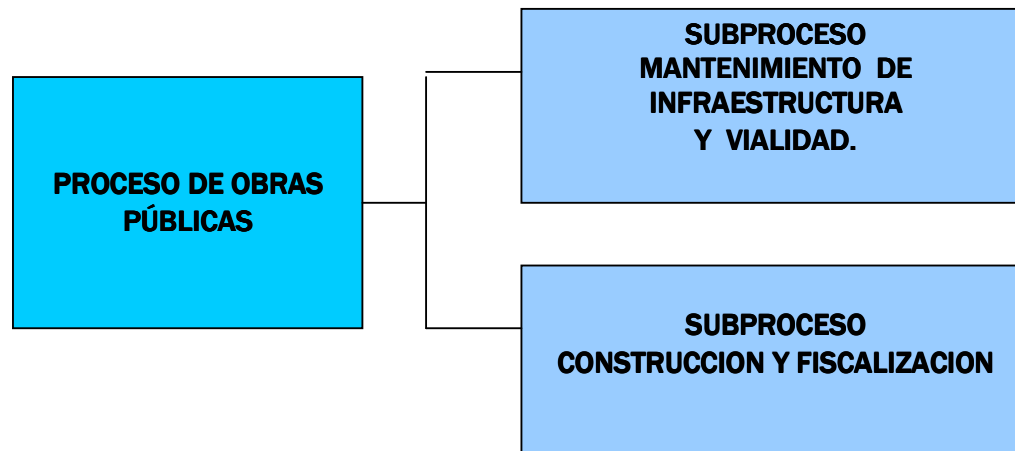 PROCESO DE OBRAS
PÚBLICAS
SUBPROCESO
MANTENIMIENTO DE
INFRAESTRUCTURA
Y VIALIDAD.
SUBPROCESO
CONSTRUCCION Y FISCALIZACION